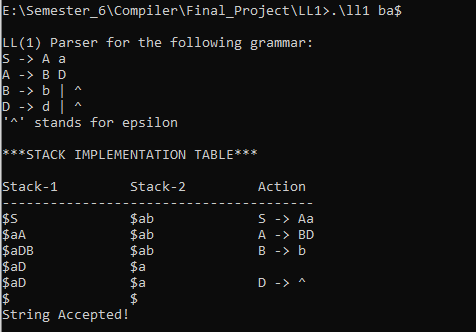 E:\Semester_6\Compiler\Final_Project\LL1>.\ll1 ba$
LL(1) Parser for the following grammar:
S -> A a
A -> B D
B -> b | ^
D -> d | ^
'^' stands for epsilon
***STACK IMPLEMENTATION TABLE***
Stack-1 Stack-2 Action
---------------------------------------
$S $ab S -> Aa
$aA $ab A -> BD
$aDB $ab B -> b
$aD $a
$aD $a D -> ^
$ $
String Accepted!